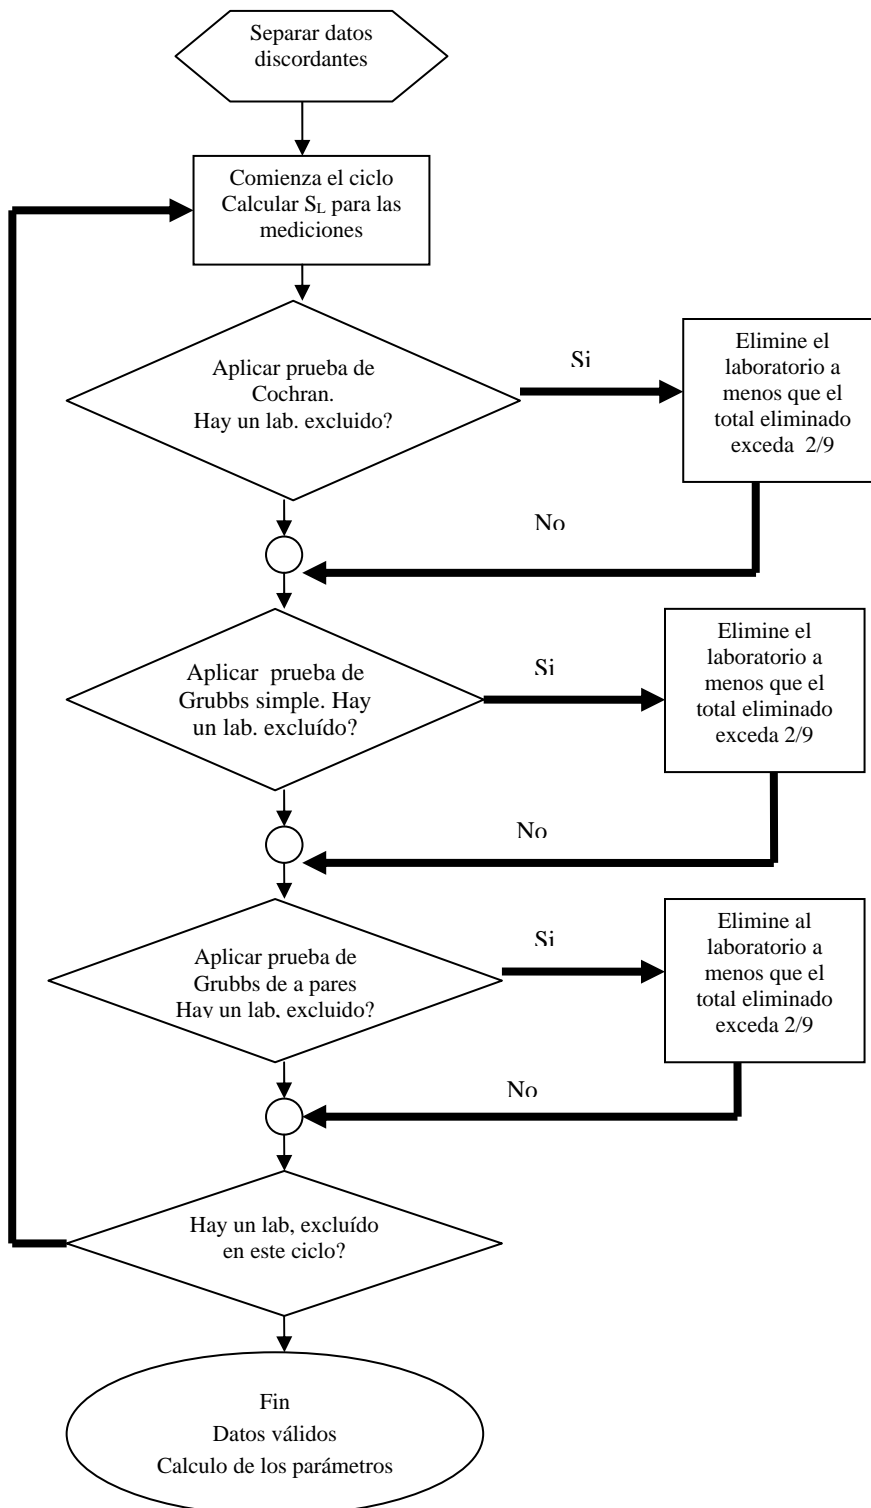 Separar datos
discordantes
Comienza el ciclo
Calcular SL para las
mediciones
Aplicar prueba de
Cochran.
Hay un lab. excluido?
Si
Elimine el
laboratorio a
menos que el
total eliminado
exceda 2/9
No
Aplicar prueba de
Grubbs simple. Hay
un lab. excluído?
Si
Elimine el
laboratorio a
menos que el
total eliminado
exceda 2/9
No
Aplicar prueba de
Grubbs de a pares
Hay un lab, excluido?
Si
Elimine al
laboratorio a
menos que el
total eliminado
exceda 2/9
No
Hay un lab, excluído
en este ciclo?
Fin
Datos válidos
Calculo de los parámetros